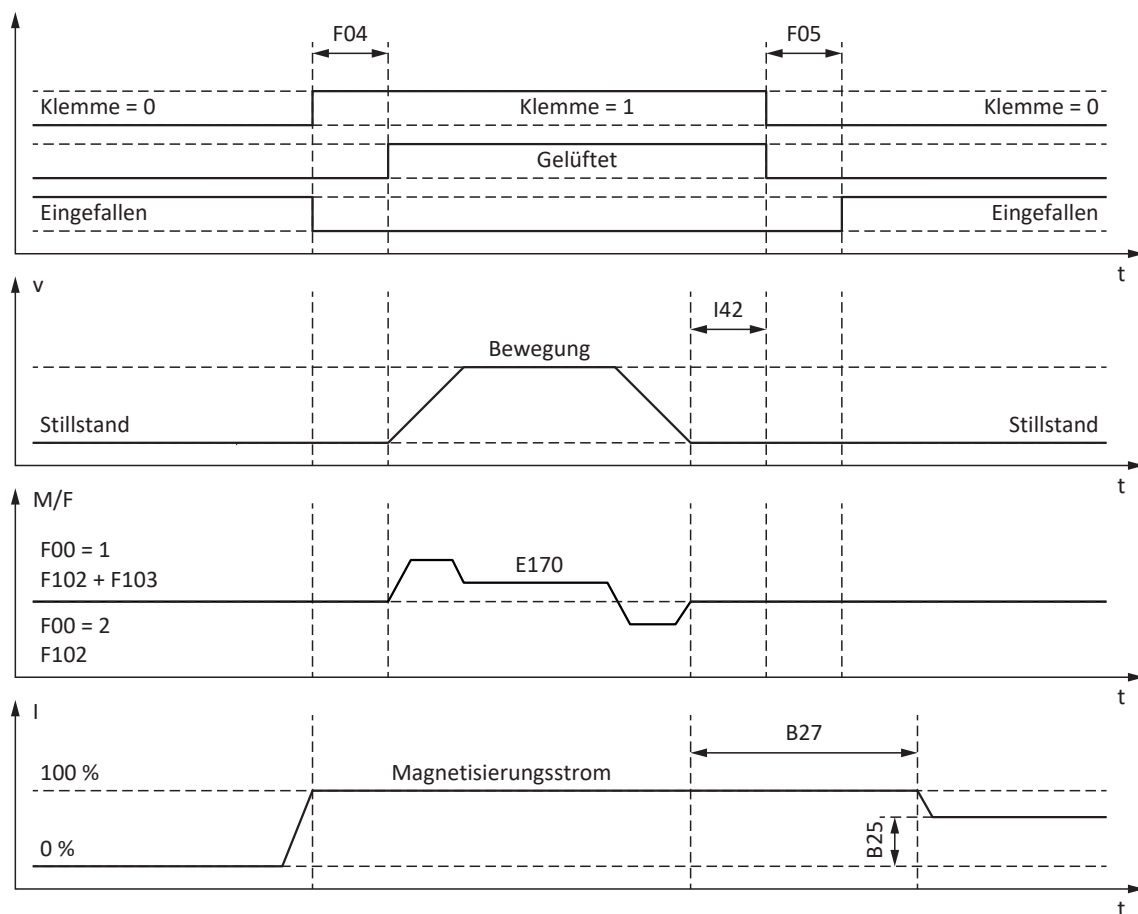 F04
F05
Klemme = 0
Klemme = 1
Klemme = 0
Gelüftet
Eingefallen
Eingefallen
t
v
I42
Bewegung
Stillstand
Stillstand
t
M/F
F00 = 1
E170
F102 + F103
F00 = 2
F102
t
I
B27
100 %
Magnetisierungsstrom
B25
0 %
t